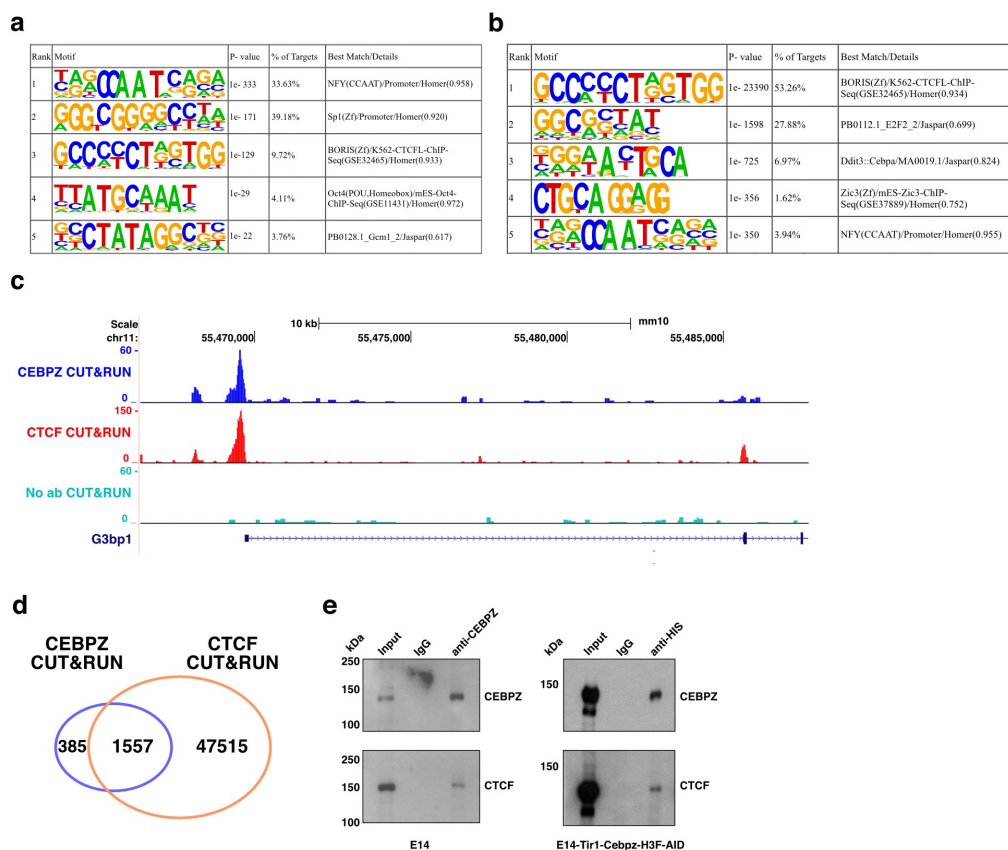 a
Rank Motif P- value % of Targets Best Match/Details
1 TAGCCAATCAGA 1e- 333 33.63% NFY(CCAAT)/Promoter/Homer(0.958)
2 GGGCGGGGCCTA 1e- 171 39.18% Sp1(Zf)/Promoter/Homer(0.920)
3 GCCCCCTAGTGG 1e-129 9.72% BORIS(Zf)/K562-CTCFL-ChIP-
Seq(GSE32465)/Homer(0.933)
4 TTATGCAAAT 1e-29 4.11% Oct4(POU,Homeobox)/mES-Oct4-
ChIP-Seq(GSE11431)/Homer(0.972)
5 CTATAGGC 1e- 22 3.76% PB0128.1_Gcm1_2/Jaspar(0.617)
b
Rank Motif P- value % of Targets Best Match/Details
1 GCCCCCTAGTGG 1e- 23390 53.26% BORIS(Zf)/K562-CTCFL-ChIP-
Seq(GSE32465)/Homer(0.934)
2 GGCGCTAT 1e- 1598 27.88% PB0112.1_E2F2_2/Jaspar(0.699)
3 TGGAACTGCA 1e- 725 6.97% Ddit3::Cebpa/MA0019.1/Jaspar(0.824)
4 CTGCAGGAGG 1e- 356 1.62% Zic3(Zf)/mES-Zic3-ChIP-
Seq(GSE37889)/Homer(0.752)
5 CCAAT 1e- 350 3.94% NFY(CCAAT)/Promoter/Homer(0.955)
c
Scale 10 kb mm10
chr11: 55,470,000 55,475,000 55,480,000 55,485,000
60
CEBPZ CUT&RUN
0
150
CTCF CUT&RUN
0
60
No ab CUT&RUN
0
G3bp1
d
CEBPZ CUT&RUN
CTCF CUT&RUN
385 1557 47515
e
kDa Input IgG anti-CEBPZ
250
150
100
CEBPZ
250
150
100
CTCF
E14
kDa Input IgG anti-HIS
150
CEBPZ
150
CTCF
E14-Tir1-Cebpz-H3F-AID